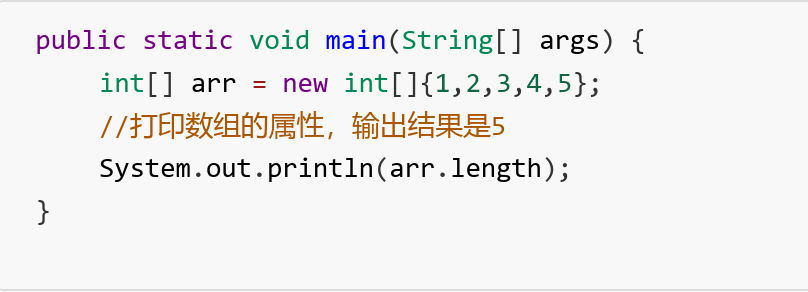 public static void main(String[] args) {
    int[] arr = new int[]{1,2,3,4,5};
    //打印数组的属性，输出结果是5
    System.out.println(arr.length);
}